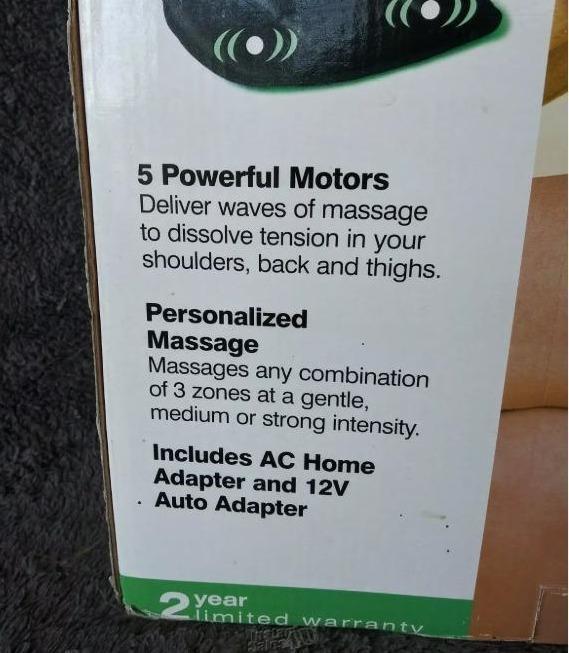 5 Powerful Motors
Deliver waves of massage
to dissolve tension in your
shoulders, back and thighs.
Personalized
Massage
Massages any combination
of 3 zones at a gentle,
medium or strong intensity.
Includes AC Home
Adapter and 12V
Auto Adapter
2 year
limited warranty